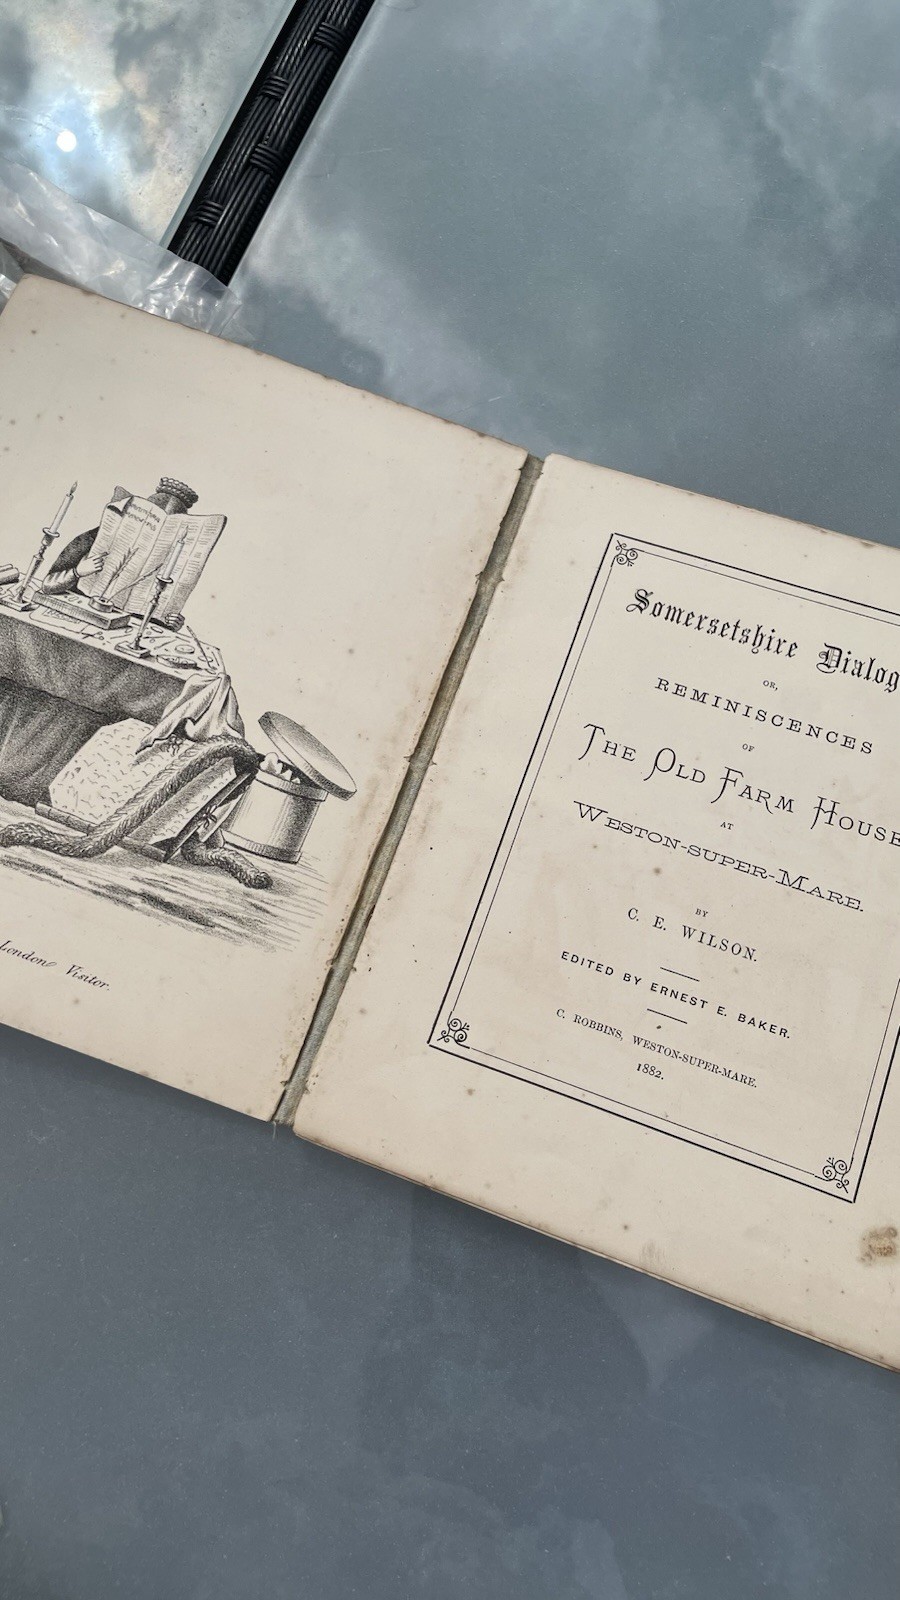 London Visitor.
Somersetshire Dialog
OR,
REMINISCENCES
OF
THE OLD FARM HOUSE
AT
WESTON-SUPER-MARE.
BY
C. E. WILSON.
EDITED BY ERNEST E. BAKER.
C. ROBBINS, WESTON-SUPER-MARE.
1882.